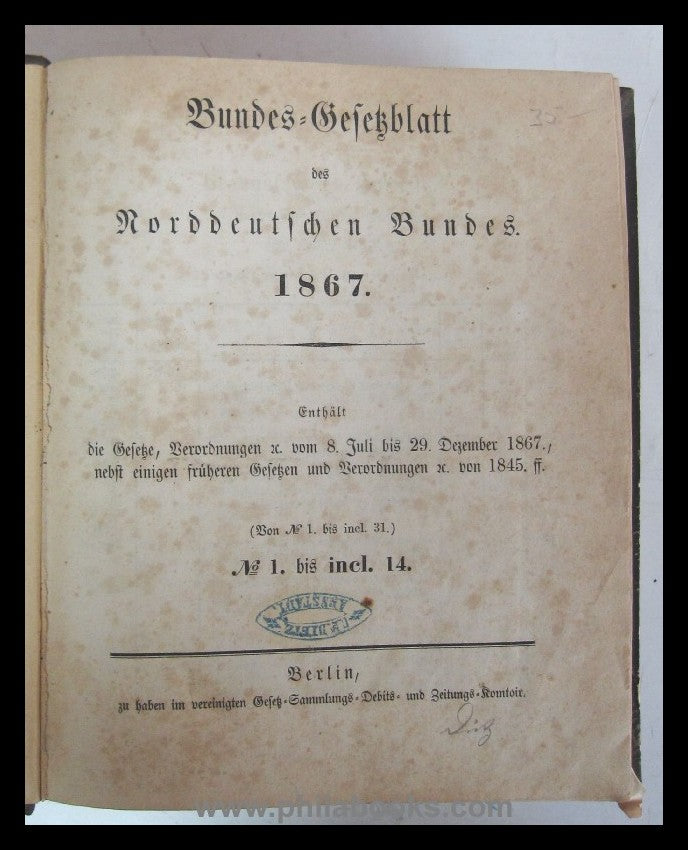 Bundes-Gesetzblatt
35 -
des
Norddeutschen Bundes.
1867.
Enthält
die Gesetze, Verordnungen ꝛc. vom 8. Juli bis 29. Dezember 1867.,
nebst einigen früheren Gesetzen und Verordnungen ꝛc. von 1845. ff.
(Von № 1. bis incl. 31.)
№ 1. bis incl. 14.
ARNSTADT.
Berlin,
zu haben im vereinigten Gesetz-Sammlungs-Debits- und Zeitungs-Komtoir.
www.philabooks.com